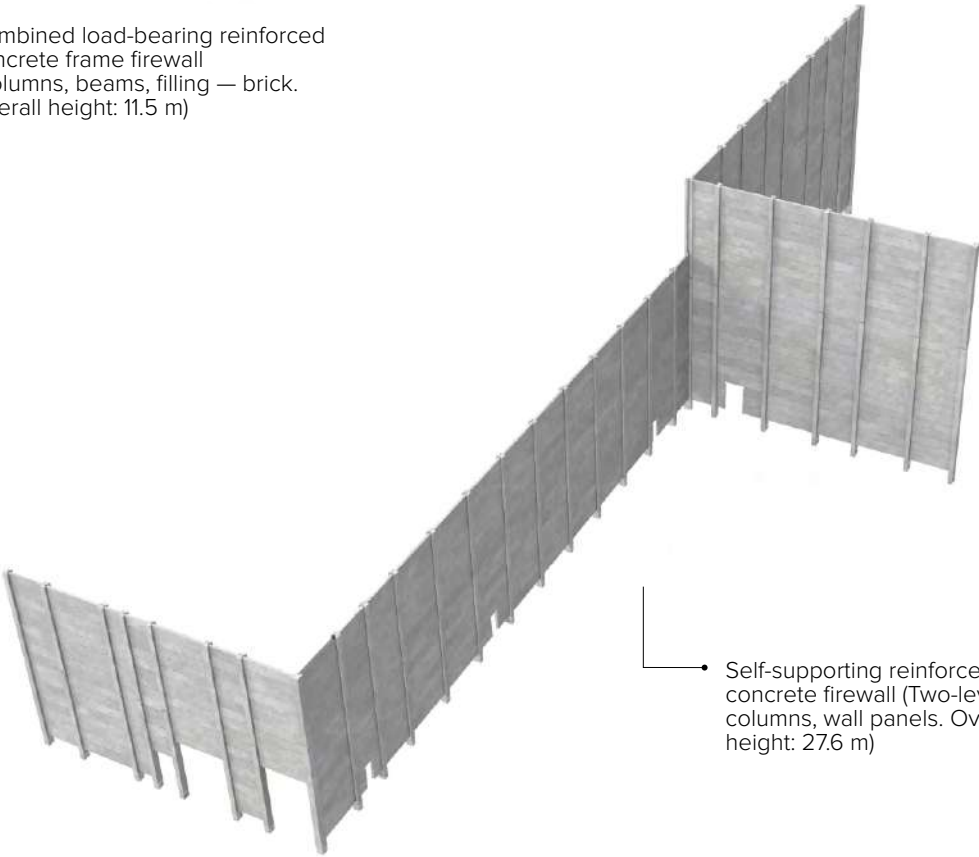 mbined load-bearing reinforced
ncrete frame firewall
olumns, beams, filling — brick.
erall height: 11.5 m)
Self-supporting reinforce
concrete firewall (Two-lev
columns, wall panels. Ov
height: 27.6 m)